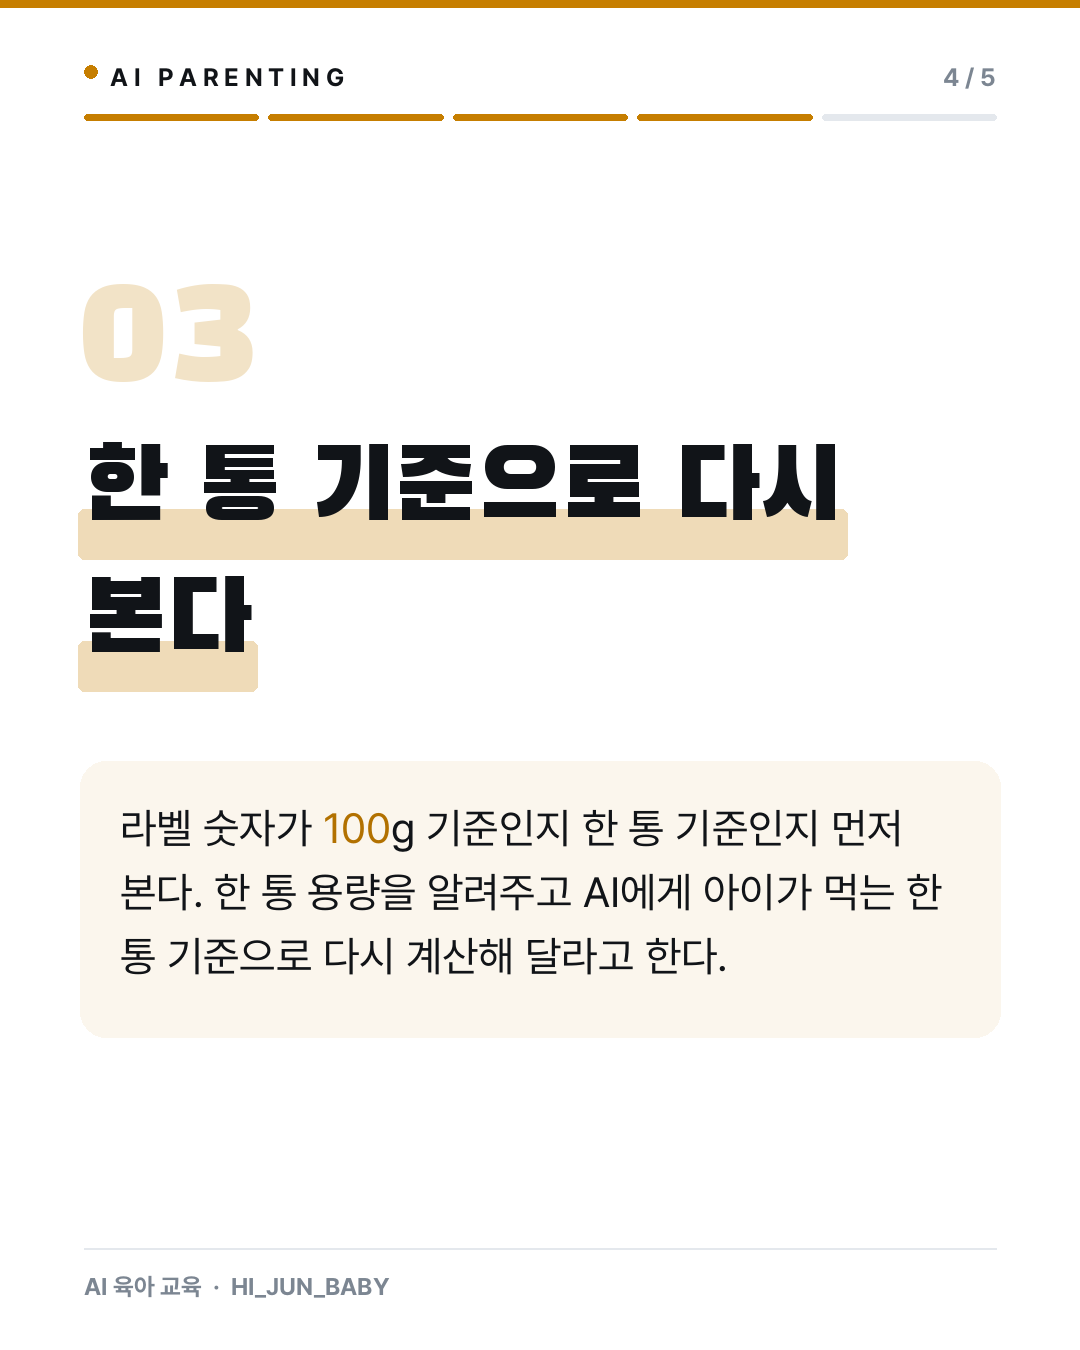 AI PARENTING
4 / 5
03
한 통 기준으로 다시
본다
라벨 숫자가 100g 기준인지 한 통 기준인지 먼저
본다. 한 통 용량을 알려주고 AI에게 아이가 먹는 한
통 기준으로 다시 계산해 달라고 한다.
AI 육아 교육 · HI_JUN_BABY